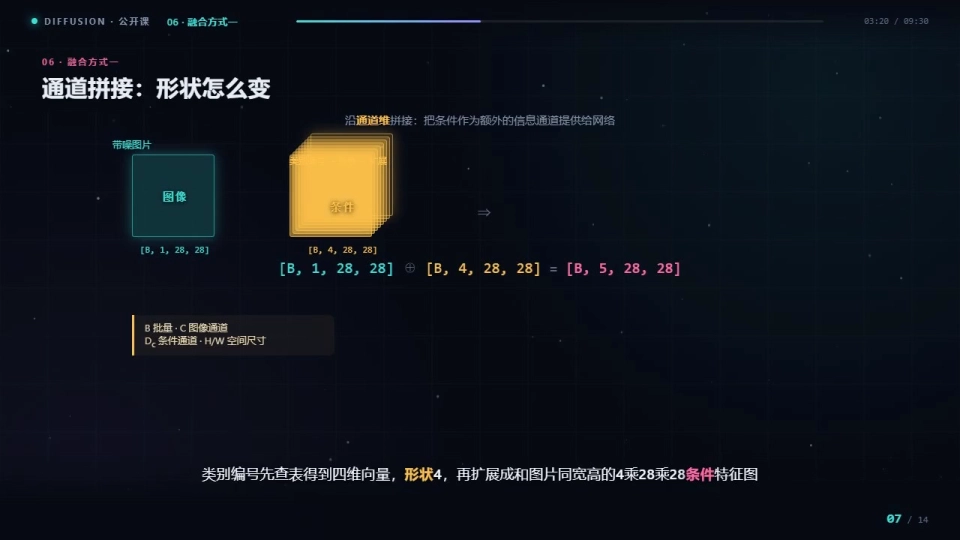 DIFFUSION · 公开课
06 · 融合方式一
03:20 / 09:30
06 · 融合方式一
通道拼接：形状怎么变
沿通道维拼接：把条件作为额外的信息通道提供给网络
带噪图片
图像
条件
⇒
[B, 1, 28, 28]
[B, 4, 28, 28]
[B, 1, 28, 28] ⊕ [B, 4, 28, 28] = [B, 5, 28, 28]
B 批量 · C 图像通道
D_c 条件通道 · H/W 空间尺寸
类别编号先查表得到四维向量，形状4，再扩展成和图片同宽高的4乘28乘28条件特征图
07 / 14